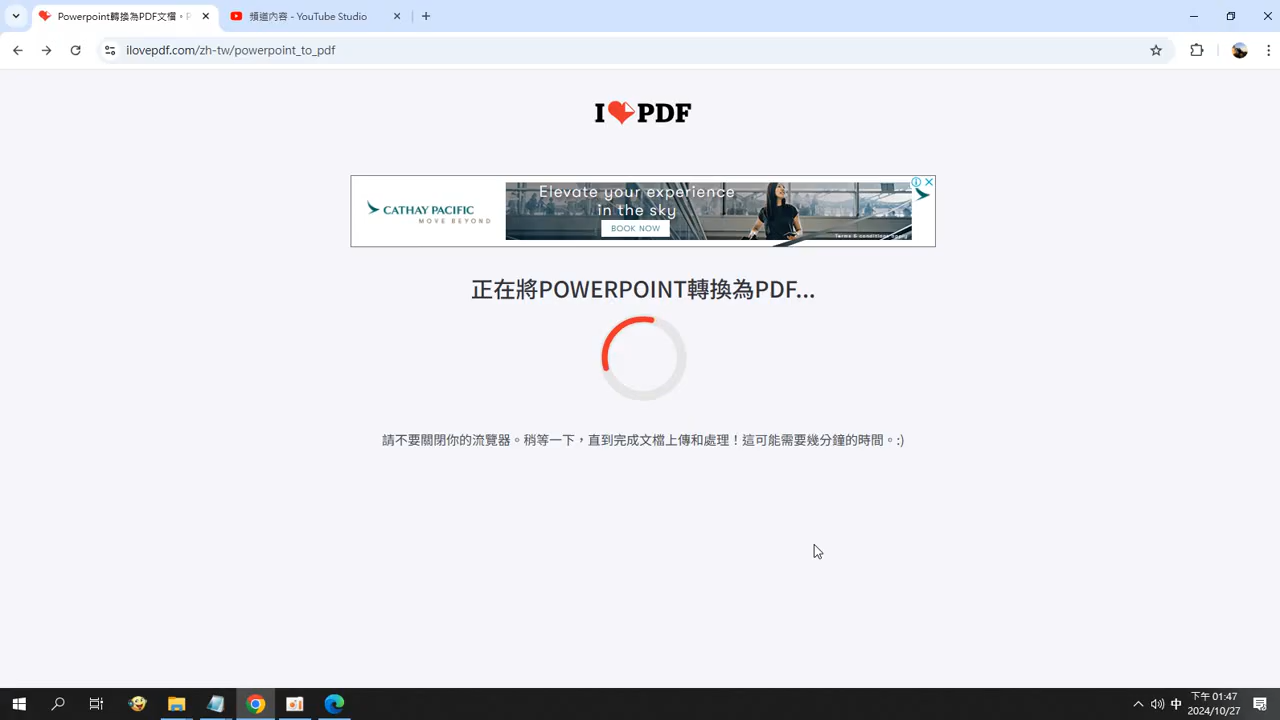 Powerpoint轉換為PDF文檔。P
頻道內容 - YouTube Studio
ilovepdf.com/zh-tw/powerpoint_to_pdf
I PDF
CATHAY PACIFIC
MOVE BEYOND
Elevate your experience
in the sky
BOOK NOW
Terms & conditions apply
正在將POWERPOINT轉換為PDF...
請不要關閉你的流覽器。稍等一下，直到完成文檔上傳和處理！這可能需要幾分鐘的時間。:)
中
下午 01:47
2024/10/27